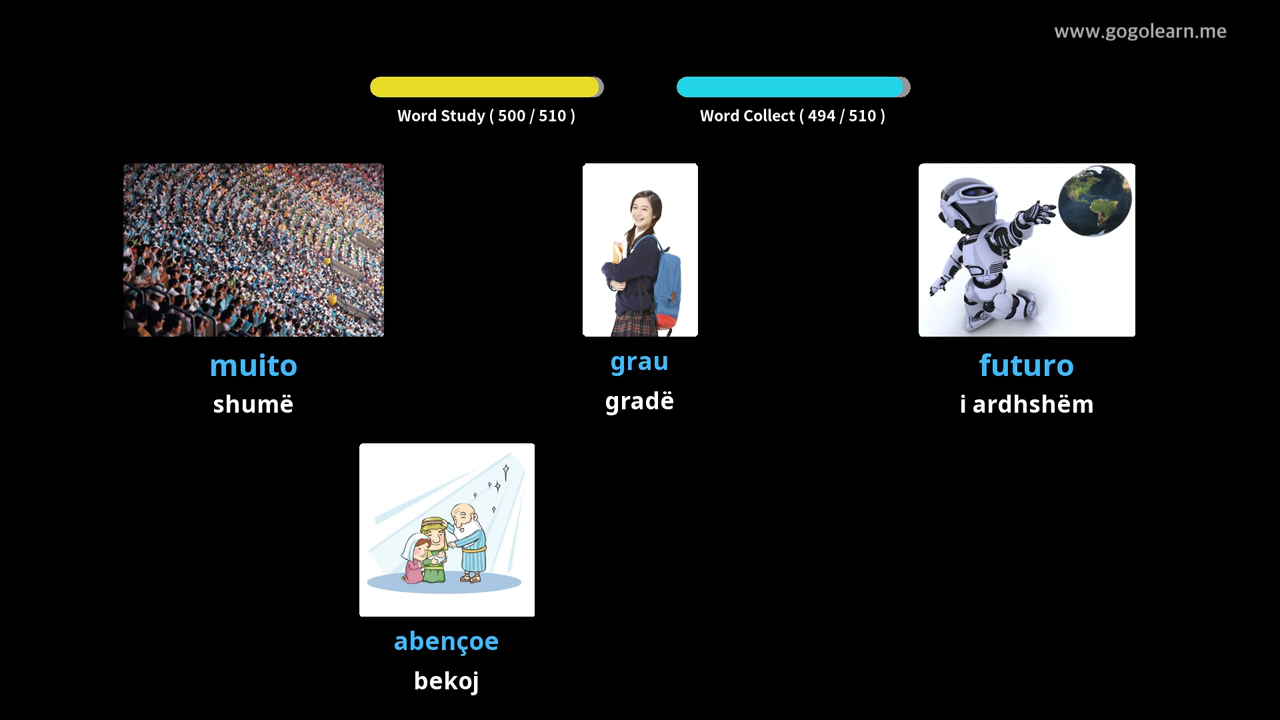 www.gogolearn.me
Word Study ( 500 / 510 )
Word Collect ( 494 / 510 )
muito
shumë
grau
gradë
futuro
i ardhshëm
abençoe
bekoj